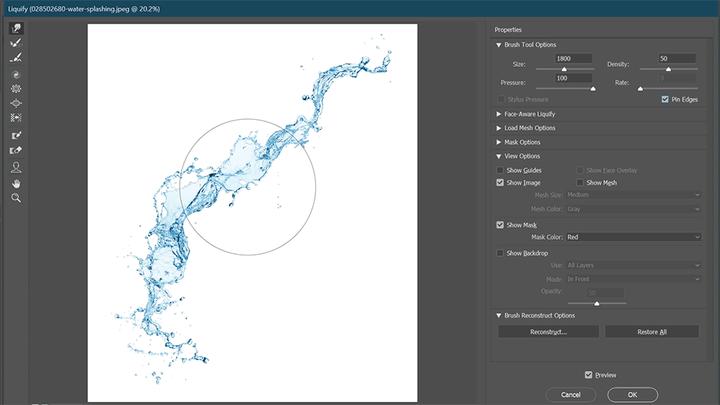 Liquify (028502680-water-splashing.jpeg @ 20.2%)
Properties
Brush Tool Options
Size: 1800 Density: 50
Pressure: 100 Rate:
Stylus Pressure Pin Edges
Face-Aware Liquify
Load Mesh Options
Mask Options
View Options
Show Guides Show Face Overlay
Show Image Show Mesh
Mesh Size: Medium
Mesh Color: Gray
Show Mask
Mask Color: Red
Show Backdrop
Use: All Layers
Mode: In Front
Opacity:
Brush Reconstruct Options
Reconstruct... Restore All
Preview
Cancel OK